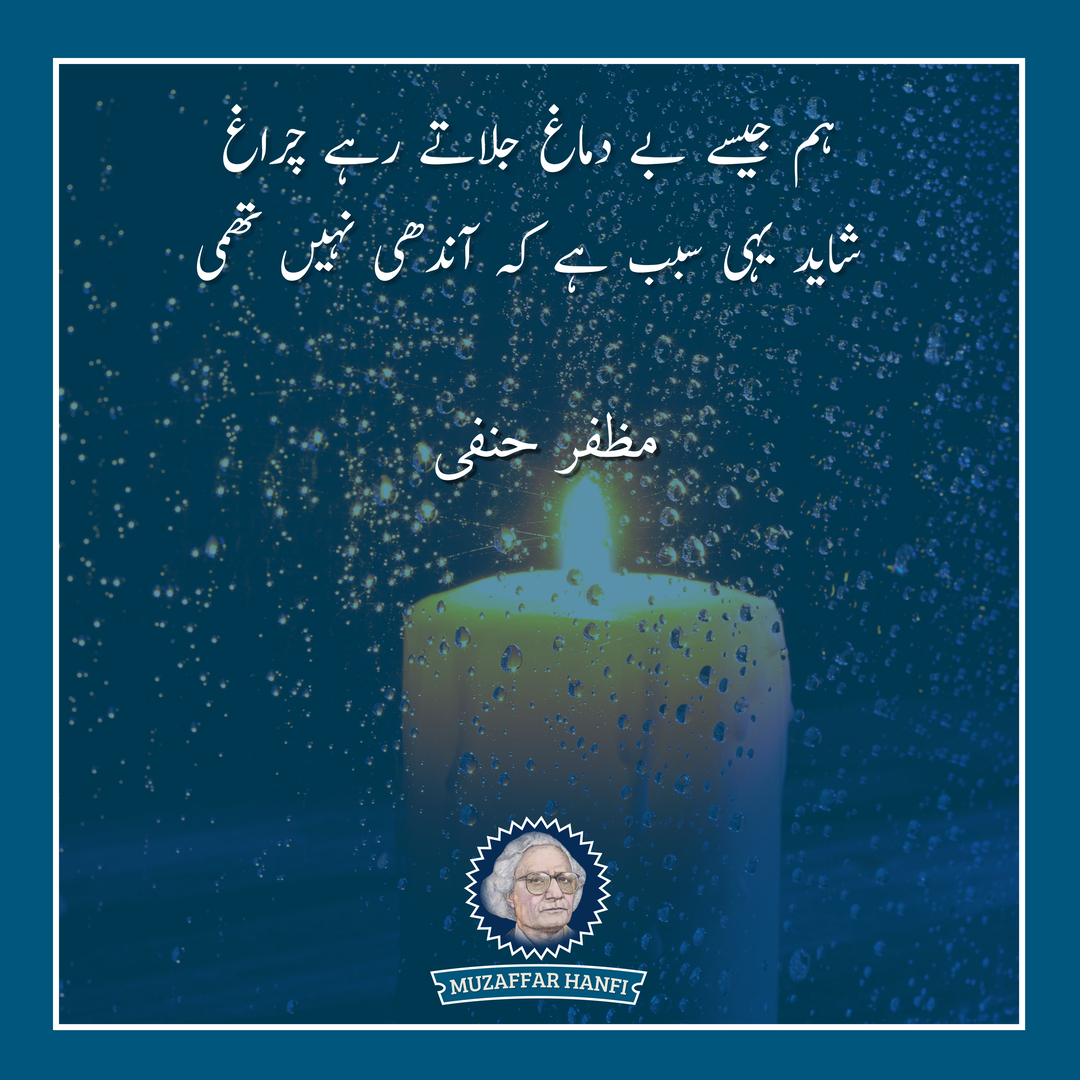 ہم جیسے بے دماغ جلاتے رہے چراغ
شاید یہی سبب ہے کہ آندھی نہیں تھمی
مظفر حنفی
MUZAFFAR HANFI